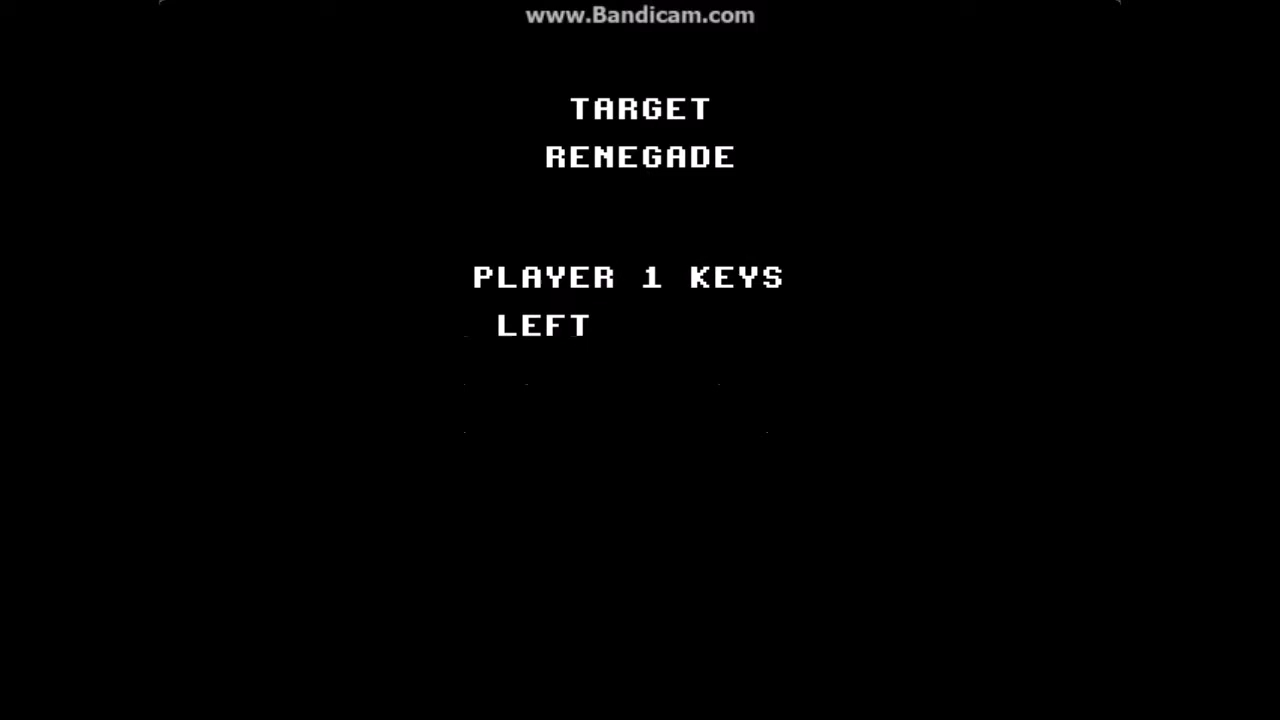 www.Bandicam.com
TARGET
RENEGADE
PLAYER 1 KEYS
LEFT